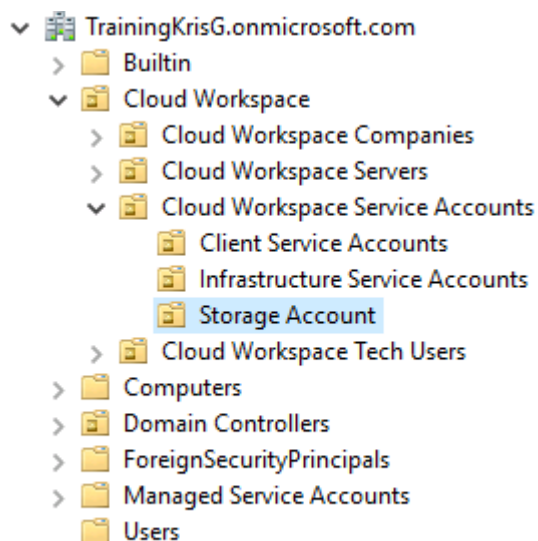 TrainingKrisG.onmicrosoft.com
Builtin
Cloud Workspace
Cloud Workspace Companies
Cloud Workspace Servers
Cloud Workspace Service Accounts
Client Service Accounts
Infrastructure Service Accounts
Storage Account
Cloud Workspace Tech Users
Computers
Domain Controllers
ForeignSecurityPrincipals
Managed Service Accounts
Users